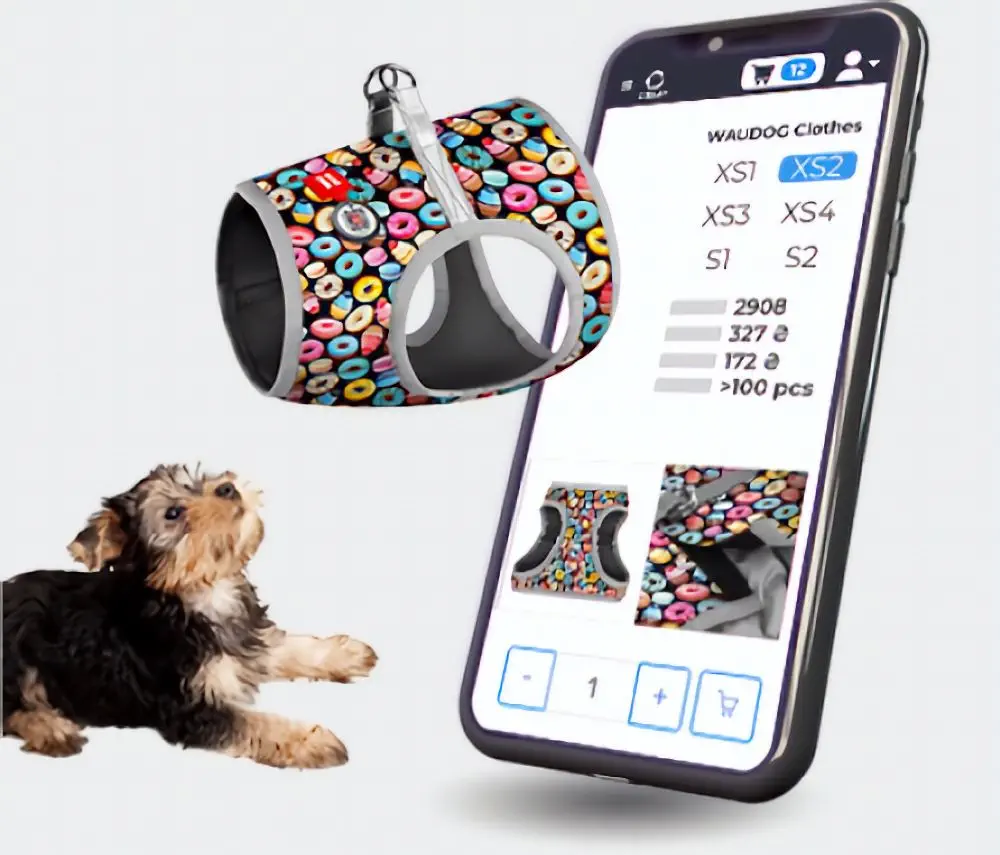 12
WAUDOG Clothes
XS1 XS2
XS3 XS4
S1 S2
2908
327 ₴
172 ₴
>100 pcs
- 1 +